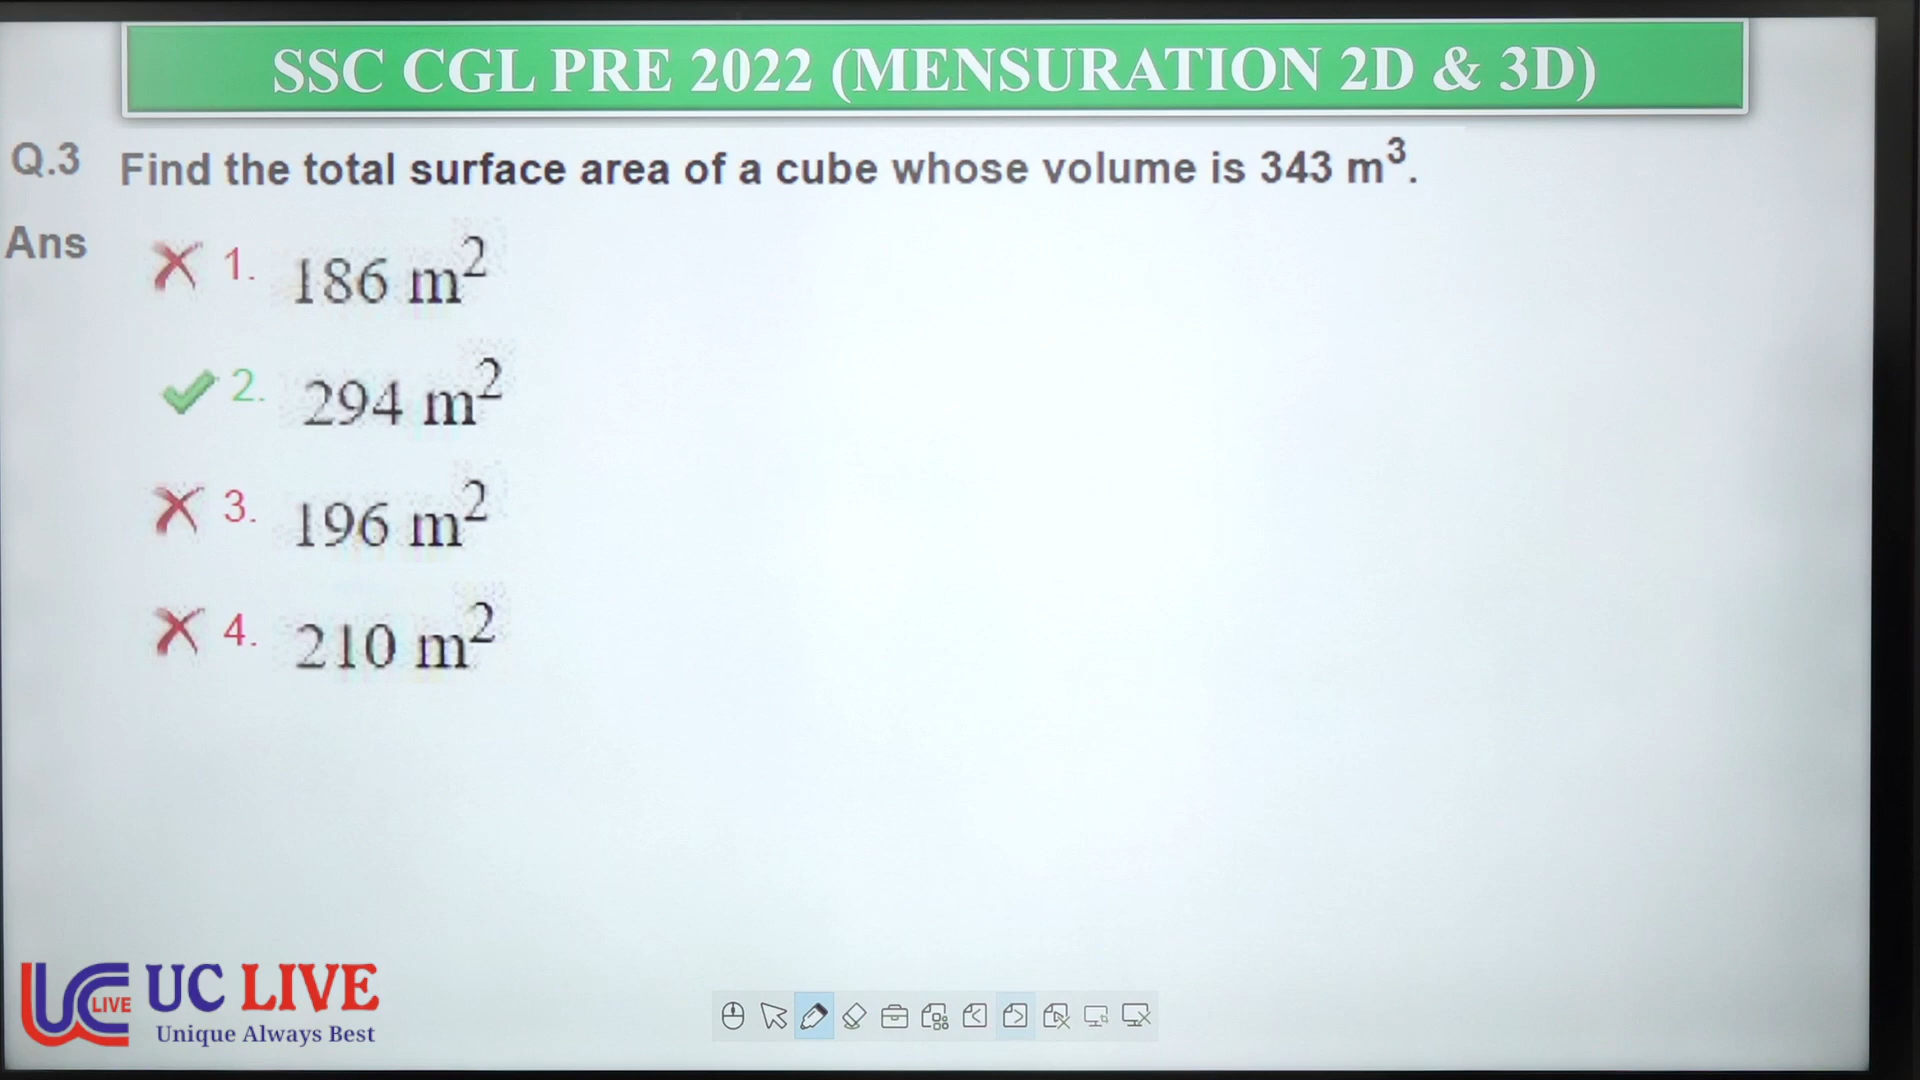 SSC CGL PRE 2022 (MENSURATION 2D & 3D)
Q.3 Find the total surface area of a cube whose volume is 343 m³.
Ans
1. 186 m²
2. 294 m²
3. 196 m²
4. 210 m²
LIVE
UC LIVE
Unique Always Best